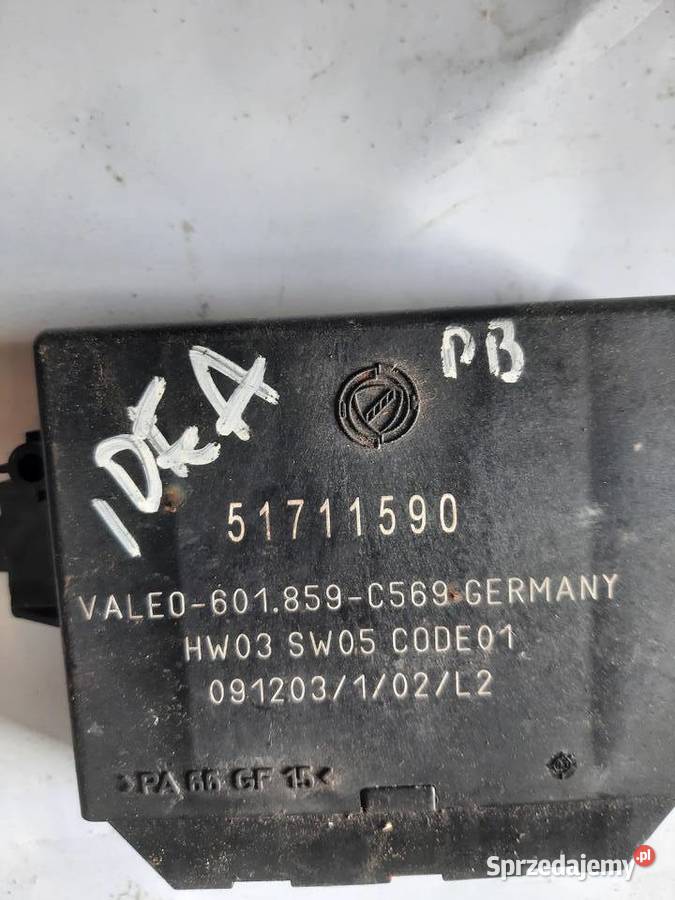 IDEA
PB
51711590
VALEO-601.859-C569 GERMANY
HW03 SW05 CODE01
091203/1/02/L2
>PA 66 GF 15<
Sprzedajemy.pl